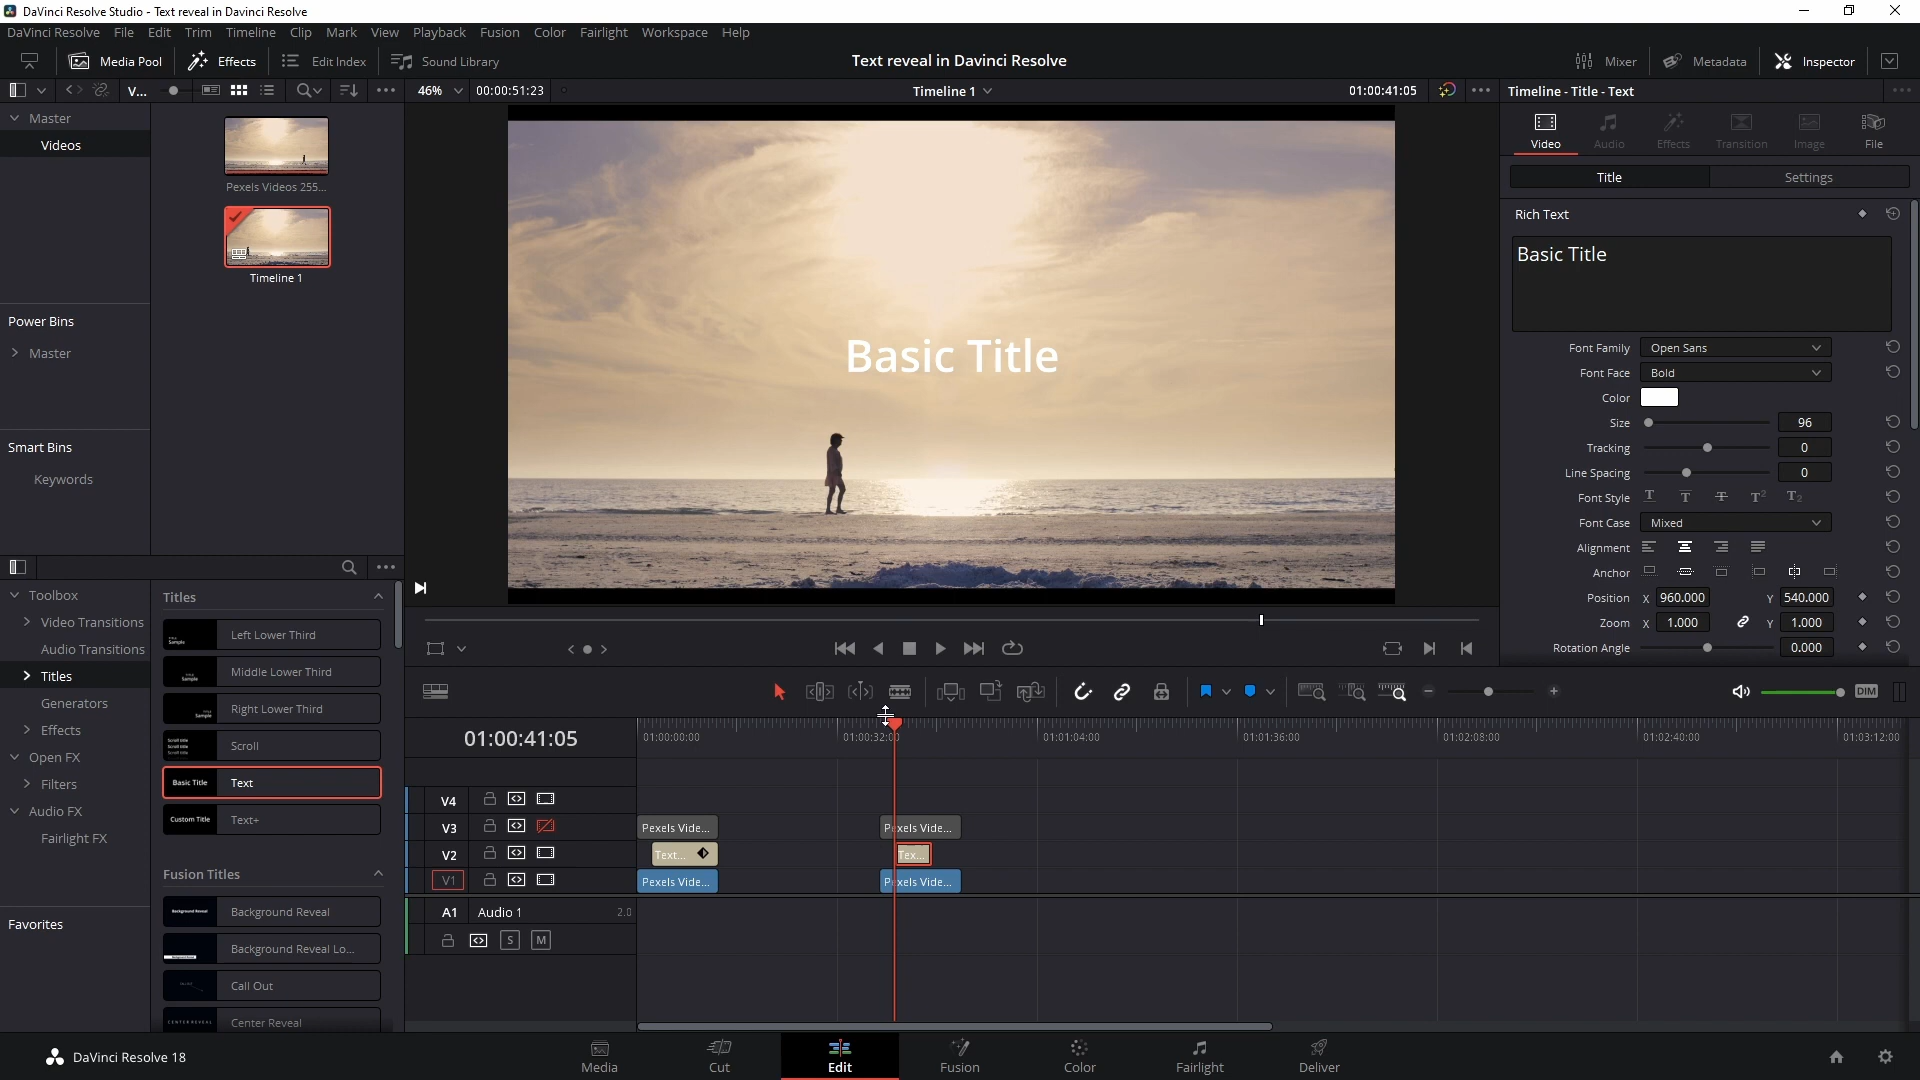 DaVinci Resolve Studio - Text reveal in Davinci Resolve
DaVinci Resolve File Edit Trim Timeline Clip Mark View Playback Fusion Color Fairlight Workspace Help
Media Pool Effects Edit Index Sound Library Text reveal in Davinci Resolve Mixer Metadata Inspector
V... 46% 00:00:51:23 Timeline 1 01:00:41:05 Timeline - Title - Text
Master
Videos
Pexels Videos 255...
Timeline 1
Power Bins
Master
Smart Bins
Keywords
Basic Title
Video Audio Effects Transition Image File
Title Settings
Rich Text
Basic Title
Font Family Open Sans
Font Face Bold
Color
Size 96
Tracking 0
Line Spacing 0
Font Style T T T T2 T2
Font Case Mixed
Alignment
Anchor
Position X 960.000 Y 540.000
Zoom X 1.000 Y 1.000
Rotation Angle 0.000
Toolbox
Video Transitions
Audio Transitions
Titles
Generators
Effects
Open FX
Filters
Audio FX
Fairlight FX
Favorites
Titles
Left Lower Third
Middle Lower Third
Right Lower Third
Scroll
Basic Title Text
Custom Title Text+
Fusion Titles
Background Reveal
Background Reveal Lo...
Call Out
Center Reveal
DIM
01:00:41:05
01:00:00:00 01:00:32:00 01:01:04:00 01:01:36:00 01:02:08:00 01:02:40:00 01:03:12:00
V4
V3 Pexels Vide... Pexels Vide...
V2 Text... Tex...
V1 Pexels Vide... Pexels Vide...
A1 Audio 1 2.0
S M
DaVinci Resolve 18
Media Cut Edit Fusion Color Fairlight Deliver